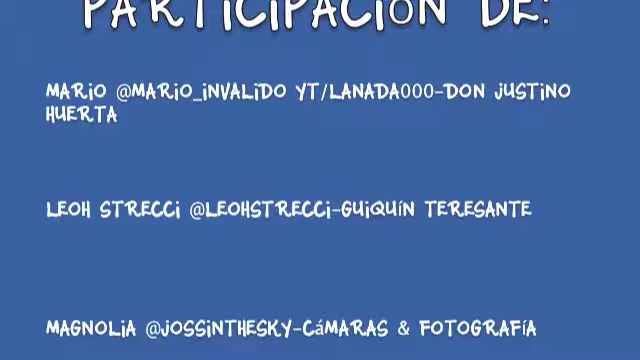 PARTICIPACIÓN DE:
MARIO @MARIO_INVALIDO YT/LANADA000-DON JUSTINO
HUERTA
LEOH STRECCI @LEOHSTRECCI-GUIQUÍN TERESANTE
MAGNOLIA @JOSSINTHESKY-CÁMARAS & FOTOGRAFÍA